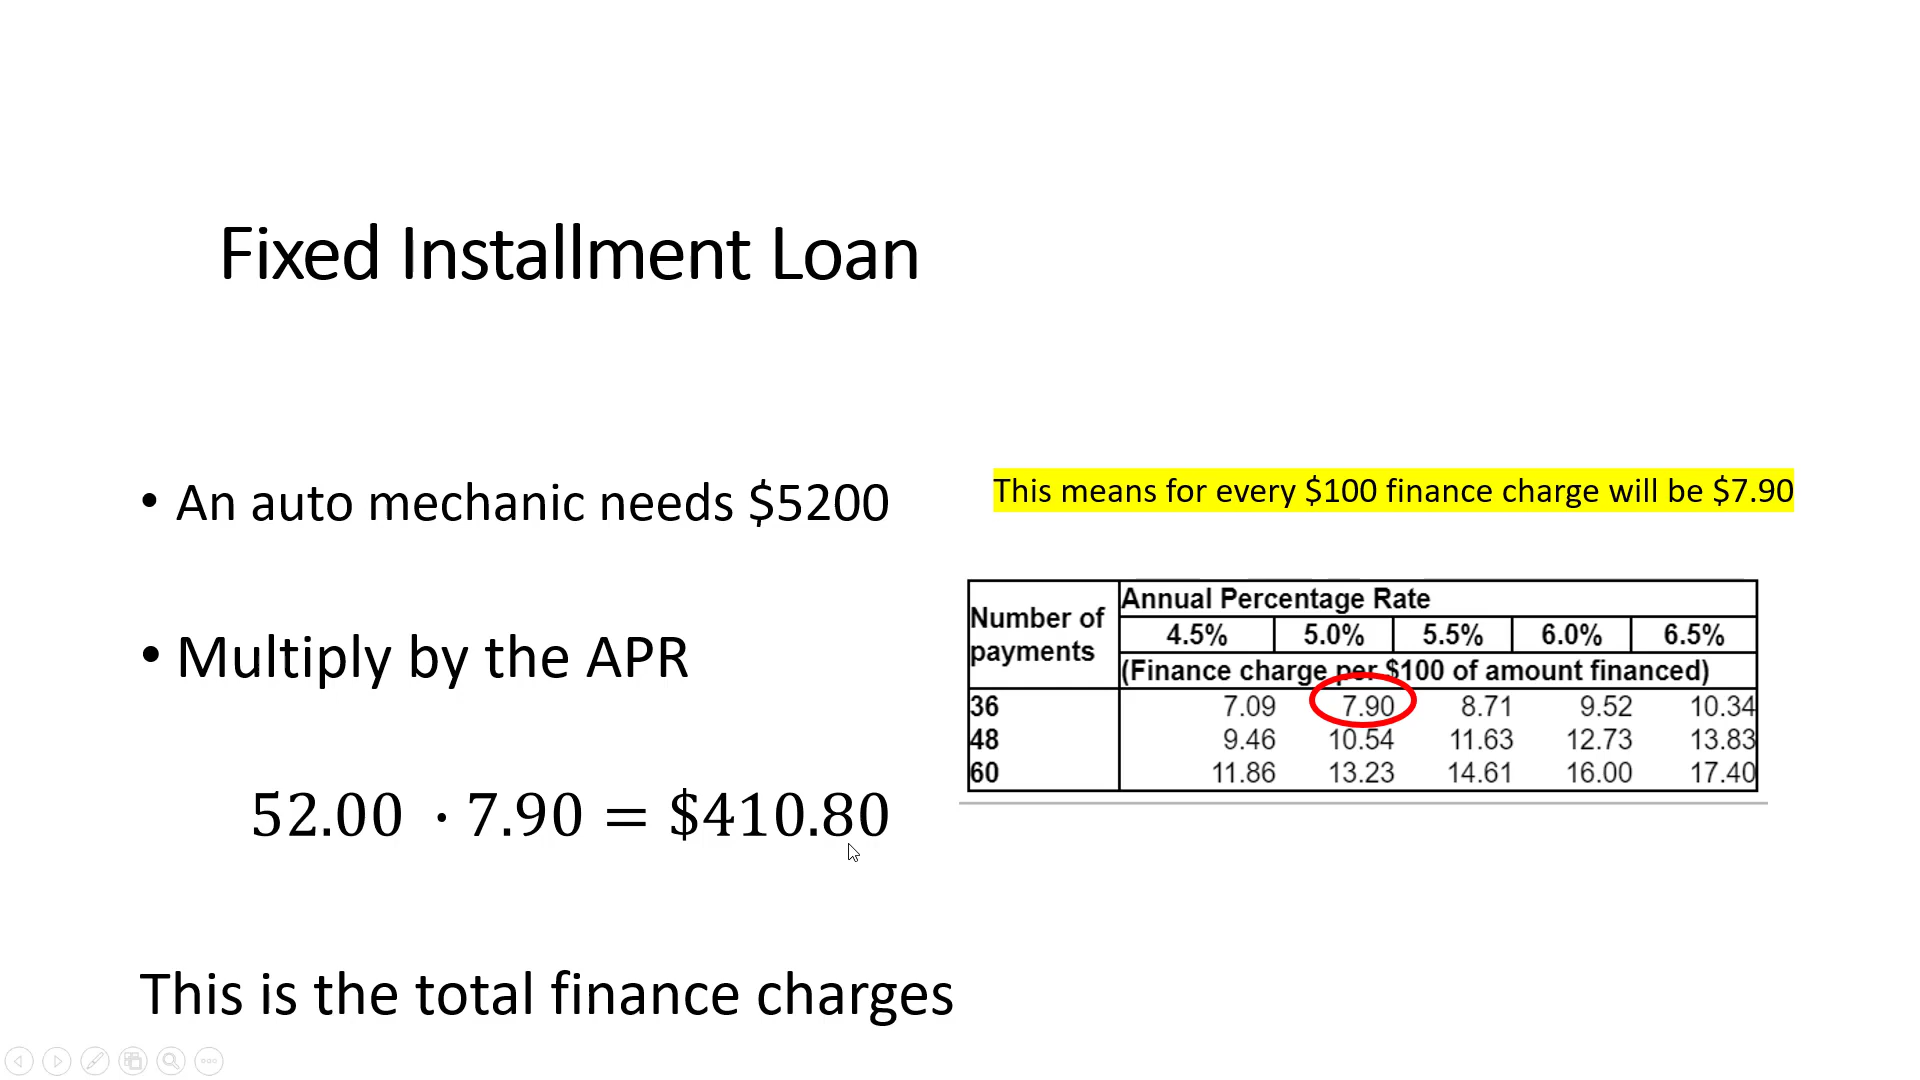 Fixed Installment Loan
• An auto mechanic needs $5200
• Multiply by the APR
52.00 · 7.90 = $410.80
This is the total finance charges
This means for every $100 finance charge will be $7.90
Number of payments
Annual Percentage Rate
4.5% 5.0% 5.5% 6.0% 6.5%
(Finance charge per $100 of amount financed)
36 7.09 7.90 8.71 9.52 10.34
48 9.46 10.54 11.63 12.73 13.83
60 11.86 13.23 14.61 16.00 17.40